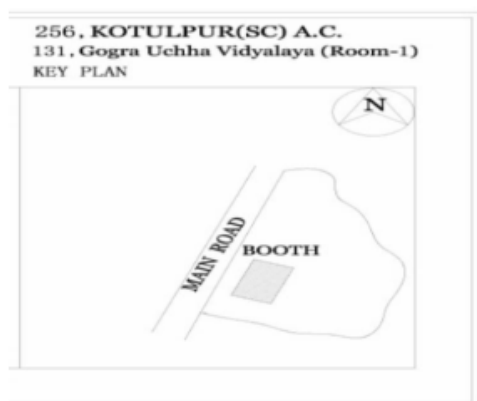 256, KOTULPUR(SC) A.C.
131, Gogra Uchha Vidyalaya (Room-1)
KEY PLAN
N
MAIN ROAD
BOOTH